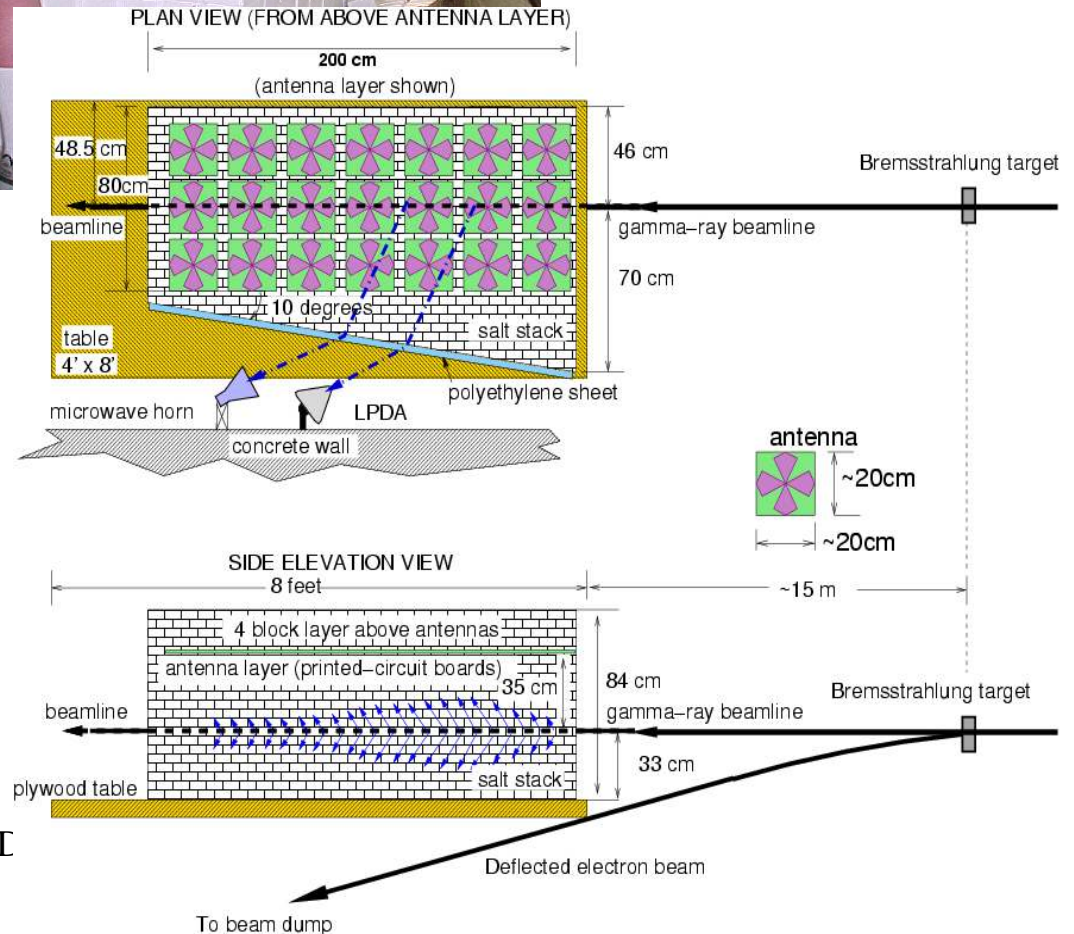 PLAN VIEW (FROM ABOVE ANTENNA LAYER)
200 cm
(antenna layer shown)
48.5 cm
46 cm
80cm
Bremsstrahlung target
beamline
gamma−ray beamline
70 cm
10 degrees
salt stack
table
4' x 8'
polyethylene sheet
microwave horn
LPDA
concrete wall
antenna
~20cm
~20cm
SIDE ELEVATION VIEW
8 feet
~15 m
4 block layer above antennas
antenna layer (printed−circuit boards)
35 cm
84 cm
Bremsstrahlung target
beamline
gamma−ray beamline
33 cm
salt stack
plywood table
Deflected electron beam
To beam dump